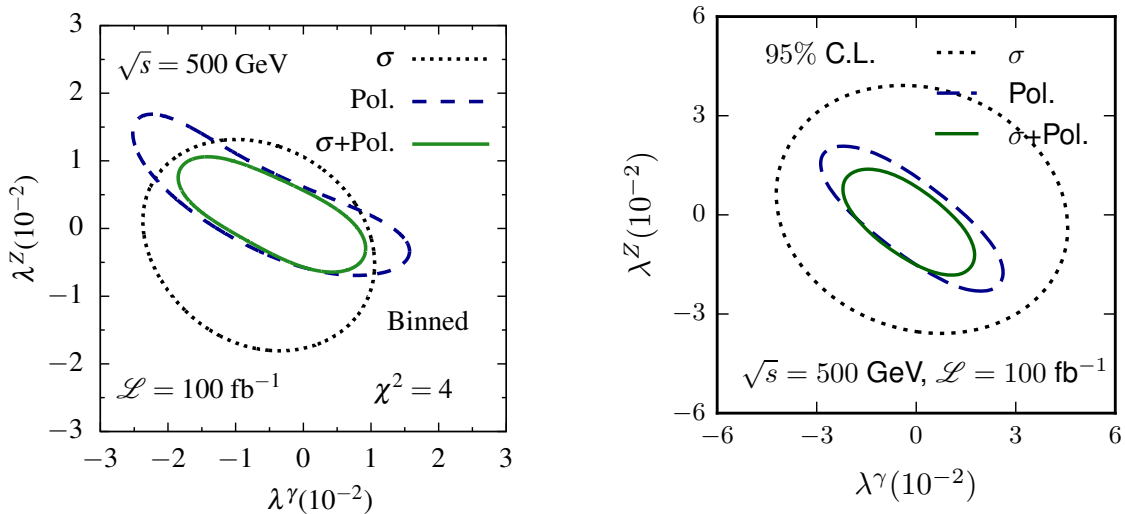 3
2
1
0
−1
−2
−3
−3 −2 −1 0 1 2 3
λ^Z(10^{−2})
λ^γ(10^{−2})
√s = 500 GeV
σ
Pol.
σ+Pol.
Binned
ℒ = 100 fb^{−1}
χ² = 4
6
3
0
−3
−6
−6 −3 0 3 6
λ^Z(10^{−2})
λ^γ(10^{−2})
95% C.L.
σ
Pol.
σ+Pol.
√s = 500 GeV, ℒ = 100 fb^{−1}